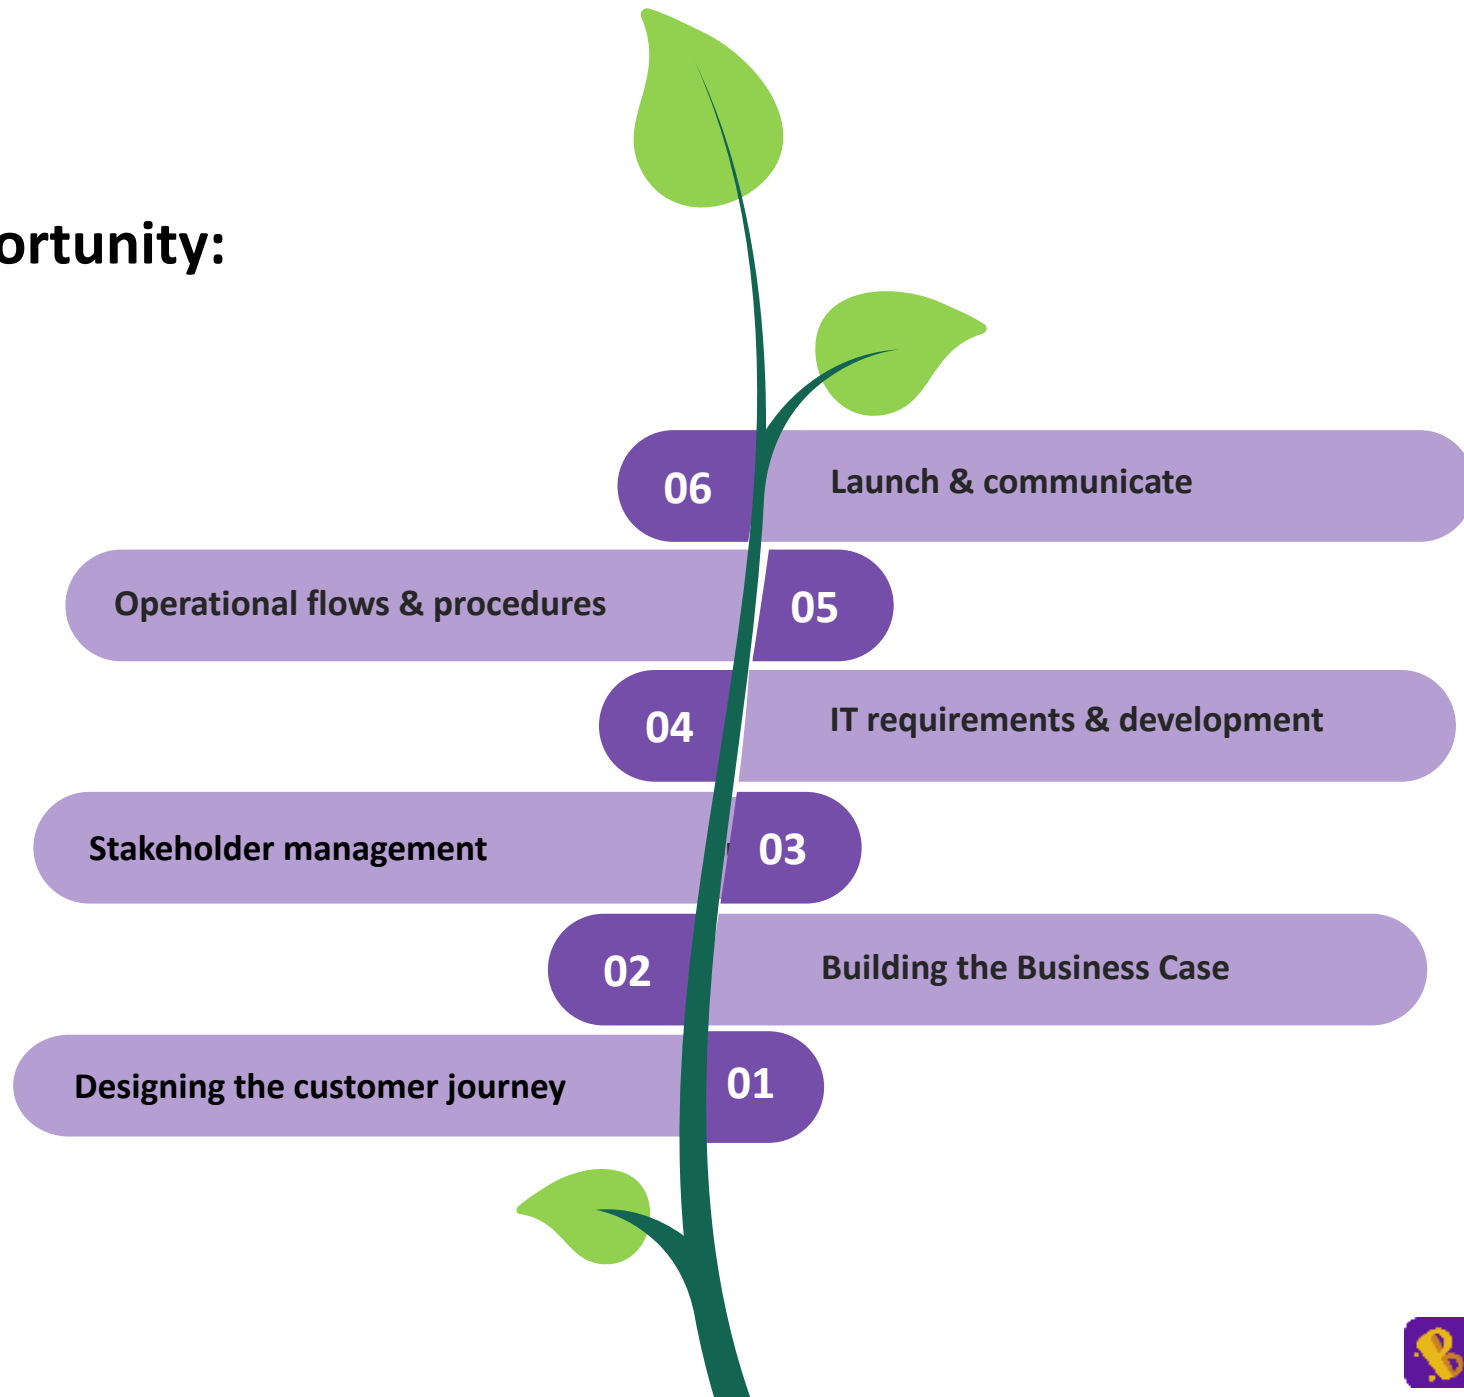 ortunity:
06 Launch & communicate
Operational flows & procedures 05
04 IT requirements & development
Stakeholder management 03
02 Building the Business Case
Designing the customer journey 01